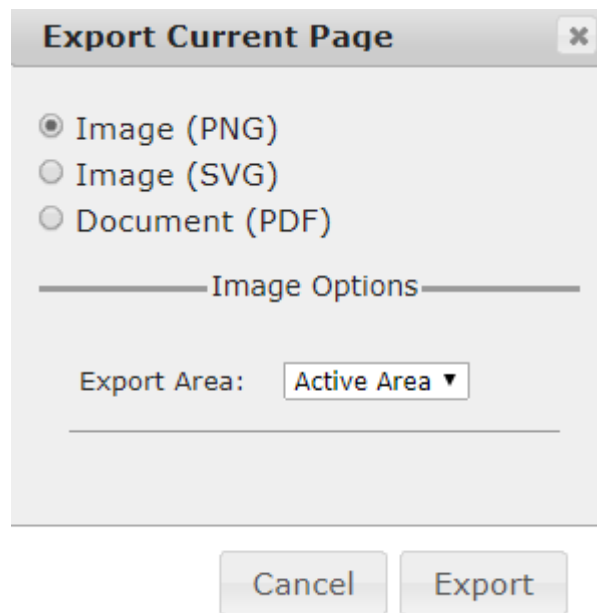 Export Current Page
Image (PNG)
Image (SVG)
Document (PDF)
Image Options
Export Area: Active Area
Cancel Export